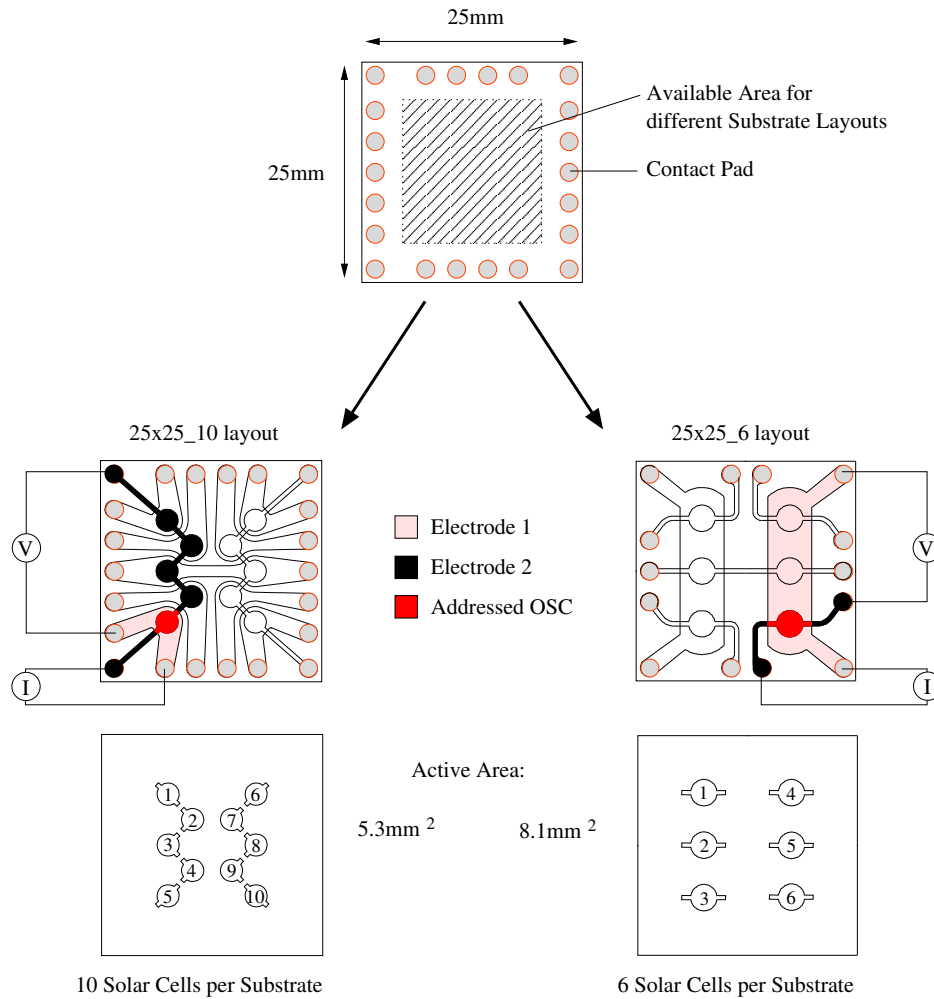 25mm
25mm
Available Area for
different Substrate Layouts
Contact Pad
25x25_10 layout
25x25_6 layout
V
I
Electrode 1
Electrode 2
Addressed OSC
V
I
1
2
3
4
5
6
7
8
9
10
Active Area:
5.3mm ²
8.1mm ²
1
2
3
4
5
6
10 Solar Cells per Substrate
6 Solar Cells per Substrate